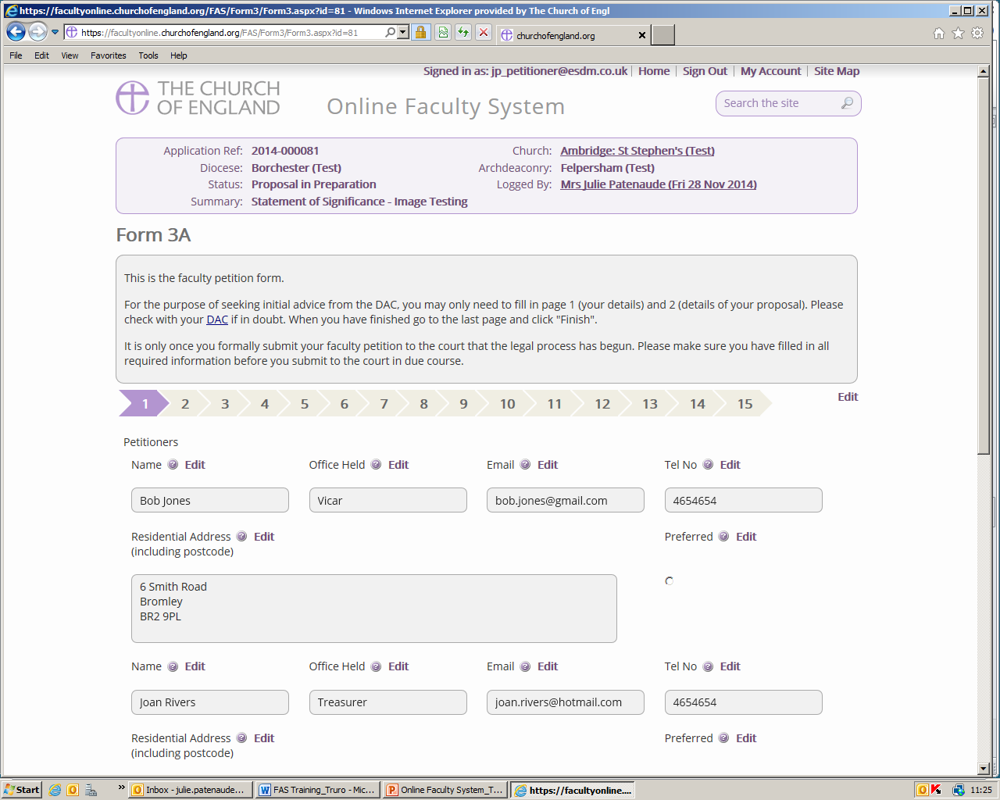 https://facultyonline.churchofengland.org/FAS/Form3/Form3.aspx?id=81 - Windows Internet Explorer provided by The Church of Engl
https://facultyonline.churchofengland.org/FAS/Form3/Form3.aspx?id=81
churchofengland.org
File Edit View Favorites Tools Help
Signed in as: jp_petitioner@esdm.co.uk | Home | Sign Out | My Account | Site Map
THE CHURCH
OF ENGLAND
Online Faculty System
Search the site
Application Ref: 2014-000081 Church: Ambridge: St Stephen's (Test)
Diocese: Borchester (Test) Archdeaconry: Felpersham (Test)
Status: Proposal in Preparation Logged By: Mrs Julie Patenaude (Fri 28 Nov 2014)
Summary: Statement of Significance - Image Testing
Form 3A
This is the faculty petition form.
For the purpose of seeking initial advice from the DAC, you may only need to fill in page 1 (your details) and 2 (details of your proposal). Please
check with your DAC if in doubt. When you have finished go to the last page and click "Finish".
It is only once you formally submit your faculty petition to the court that the legal process has begun. Please make sure you have filled in all
required information before you submit to the court in due course.
1 2 3 4 5 6 7 8 9 10 11 12 13 14 15 Edit
Petitioners
Name ? Edit Office Held ? Edit Email ? Edit Tel No ? Edit
Bob Jones Vicar bob.jones@gmail.com 4654654
Residential Address ? Edit Preferred ? Edit
(including postcode)
6 Smith Road
Bromley
BR2 9PL
Name ? Edit Office Held ? Edit Email ? Edit Tel No ? Edit
Joan Rivers Treasurer joan.rivers@hotmail.com 4654654
Residential Address ? Edit Preferred ? Edit
(including postcode)
Start » Inbox - julie.patenaude... FAS Training_Truro - Mic... Online Faculty System_T... https://facultyonline.... 11:25